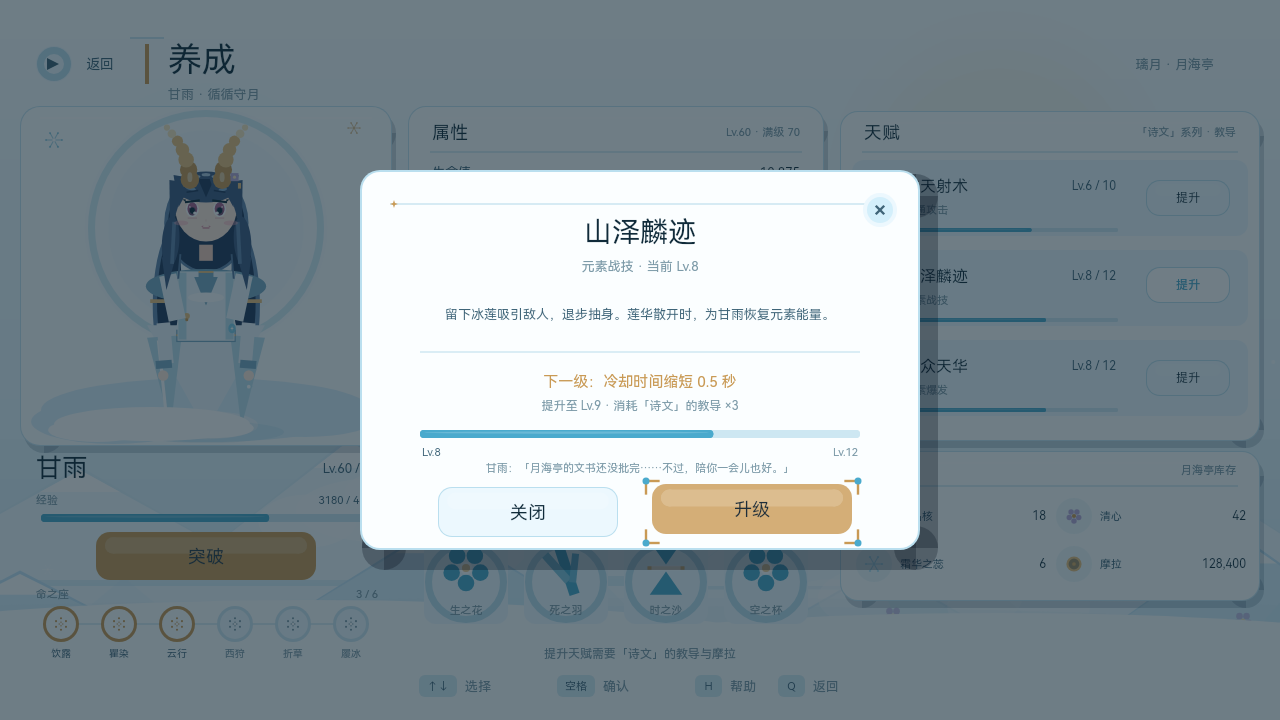 返回
养成
甘雨 · 循循守月
璃月 · 月海亭
属性
Lv.60 · 满级 70
天赋
「诗文」系列 · 教导
天射术
Lv.6 / 10
提升
泽麟迹
Lv.8 / 12
提升
众天华
Lv.8 / 12
提升
山泽麟迹
元素战技 · 当前 Lv.8
留下冰莲吸引敌人，退步抽身。莲华散开时，为甘雨恢复元素能量。
下一级：冷却时间缩短 0.5 秒
提升至 Lv.9 · 消耗「诗文」的教导 ×3
Lv.8
Lv.12
甘雨：「月海亭的文书还没批完……不过，陪你一会儿也好。」
关闭
升级
甘雨
Lv.60 /
经验
3180 / 4
突破
命之座
3 / 6
饮露
云行
西狩
折草
生之花
死之羽
时之沙
空之杯
月海亭库存
18
清心
42
霜华之蕊
6
摩拉
128,400
提升天赋需要「诗文」的教导与摩拉
↑↓
选择
空格
确认
H
帮助
Q
返回